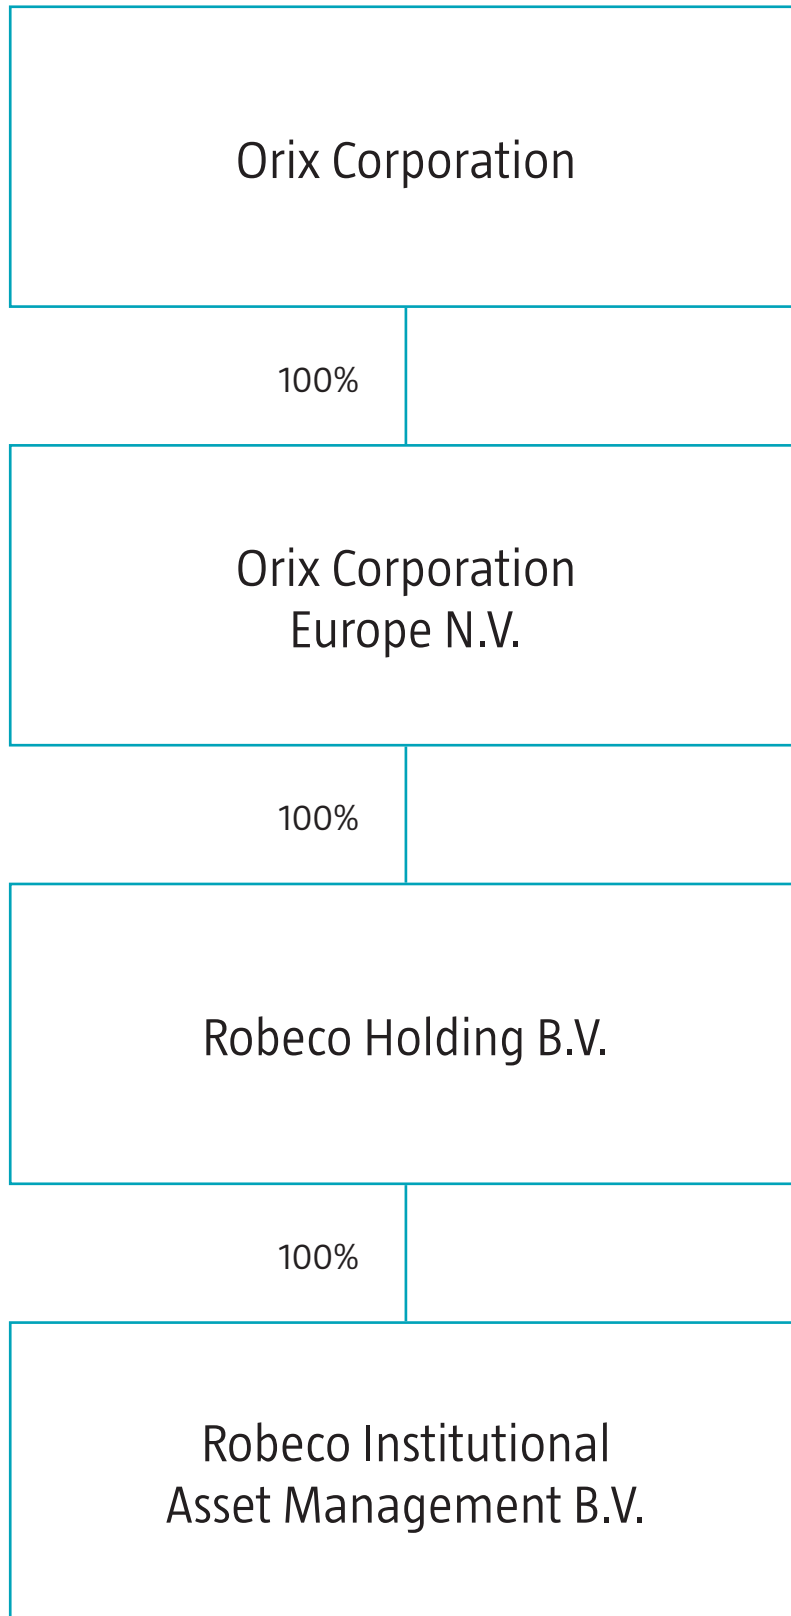 Orix Corporation
100%
Orix Corporation
Europe N.V.
100%
Robeco Holding B.V.
100%
Robeco Institutional
Asset Management B.V.